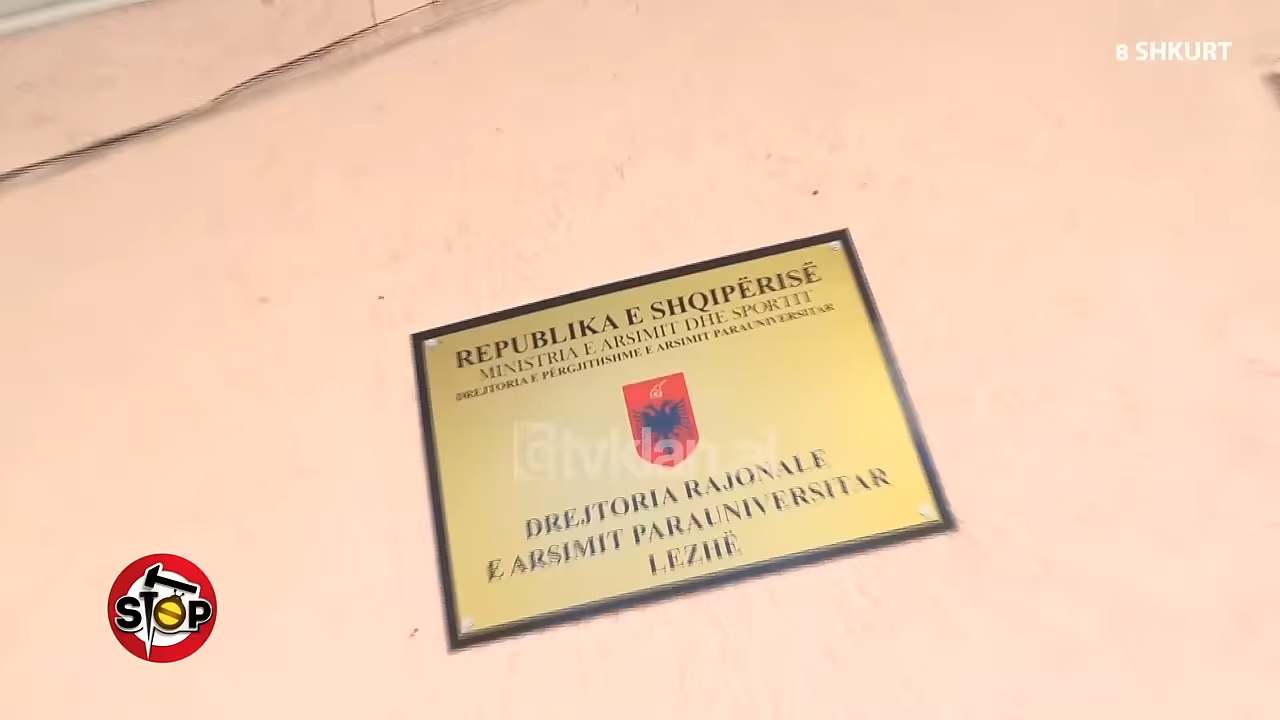 8 SHKURT
REPUBLIKA E SHQIPËRISË
MINISTRIA E ARSIMIT DHE SPORTIT
DREJTORIA E PËRGJITHSHME E ARSIMIT PARAUNIVERSITAR
tvklan.al
DREJTORIA RAJONALE
E ARSIMIT PARAUNIVERSITAR
LEZHË
STOP